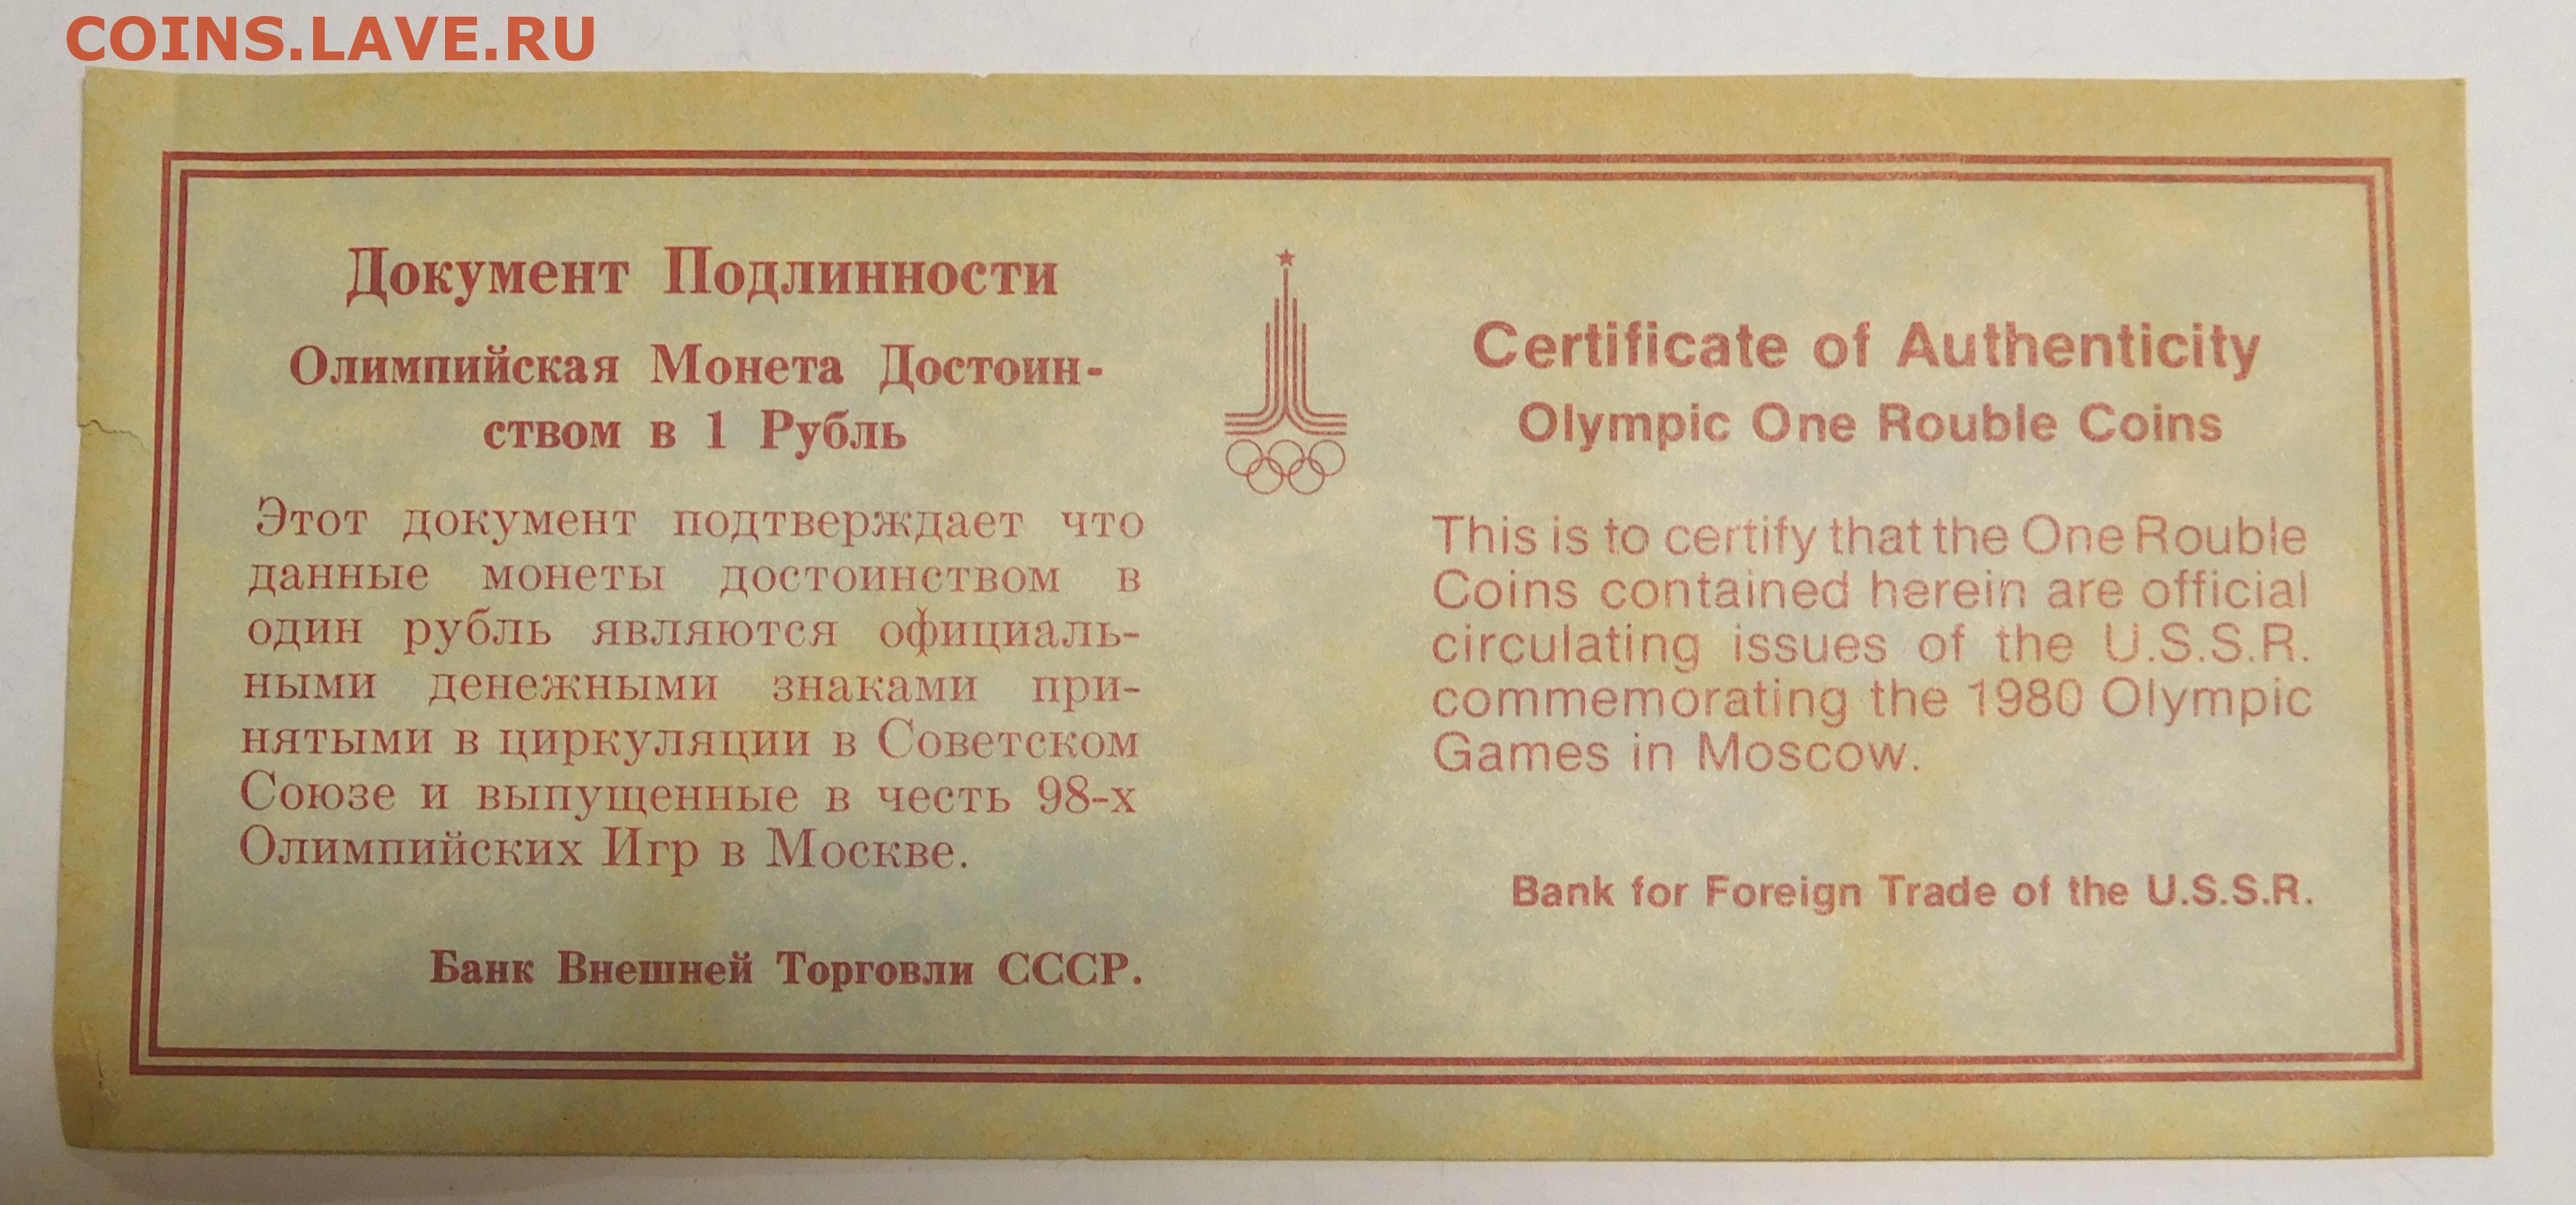 COINS.LAVE.RU
Документ Подлинности
Олимпийская Монета Достоин-
ством в 1 Рубль
Этот документ подтверждает что
данные монеты достоинством в
один рубль являются официаль-
ными денежными знаками при-
нятыми в циркуляции в Советском
Союзе и выпущенные в честь 98-х
Олимпийских Игр в Москве.
Банк Внешней Торговли СССР.
Certificate of Authenticity
Olympic One Rouble Coins
This is to certify that the One Rouble
Coins contained herein are official
circulating issues of the U.S.S.R.
commemorating the 1980 Olympic
Games in Moscow.
Bank for Foreign Trade of the U.S.S.R.